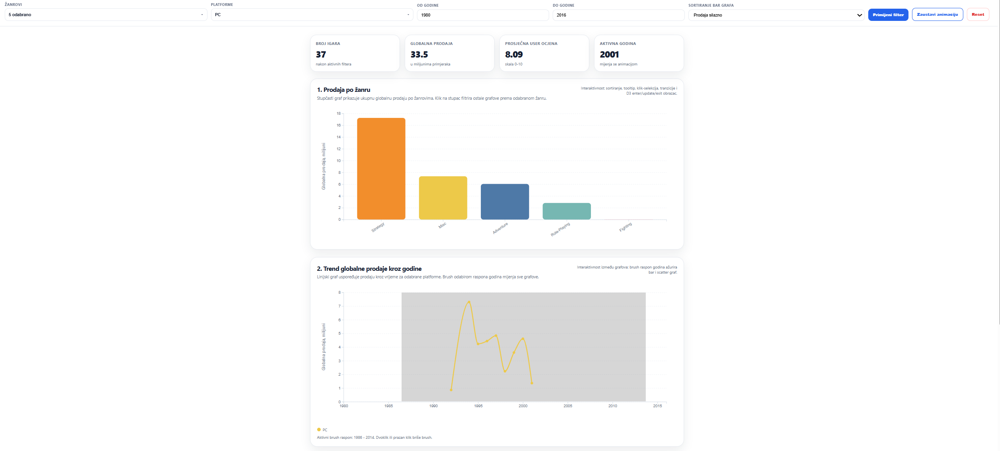 ŽANROVI
5 odabrano
PLATFORME
PC
OD GODINE
1980
DO GODINE
2016
SORTIRANJE BAR GRAFA
Prodaja silazno
Primijeni filter
Zaustavi animaciju
Reset
BROJ IGARA
37
nakon aktivnih filtera
GLOBALNA PRODAJA
33.5
u milijunima primjeraka
PROSJEČNA USER OCJENA
8.09
skala 0-10
AKTIVNA GODINA
2001
mijenja se animacijom
1. Prodaja po žanru
Stupčasti graf prikazuje ukupnu globalnu prodaju po žanrovima. Klik na stupac filtrira ostale grafove prema odabranom žanru.
Interaktivnost: sortiranje, tooltip, klik-selekcija, tranzicije i
D3 enter/update/exit obrazac.
Globalna prodaja, milijuni
18
16
14
12
10
8
6
4
2
0
Strategy
Misc
Adventure
Role-Playing
Fighting
2. Trend globalne prodaje kroz godine
Linijski graf uspoređuje prodaju kroz vrijeme za odabrane platforme. Brush odabirom raspona godina mijenja sve grafove.
Interaktivnost između grafova: brush raspon godina ažurira
bar i scatter graf.
Globalna prodaja, milijuni
8
7
6
5
4
3
2
1
0
1980
1985
1990
1995
2000
2005
2010
2015
PC
Aktivni brush raspon: 1986 - 2014. Dvoklik ili prazan klik briše brush.